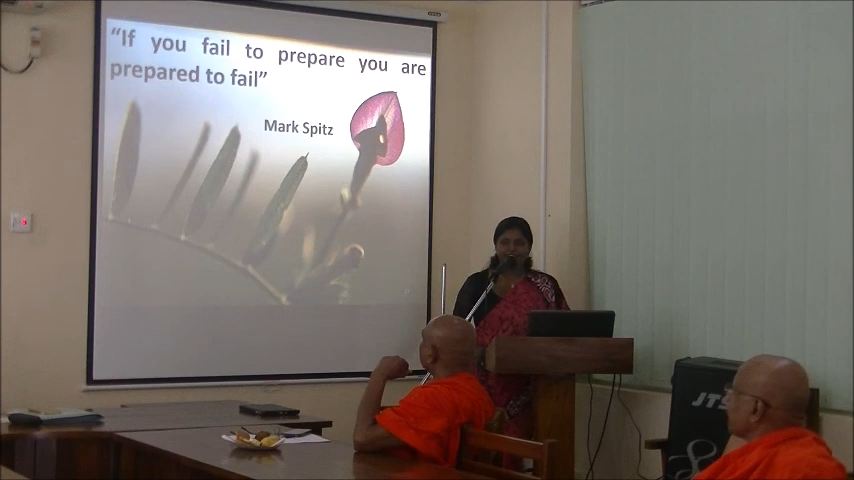 “If you fail to prepare you are
prepared to fail”
Mark Spitz
JTS